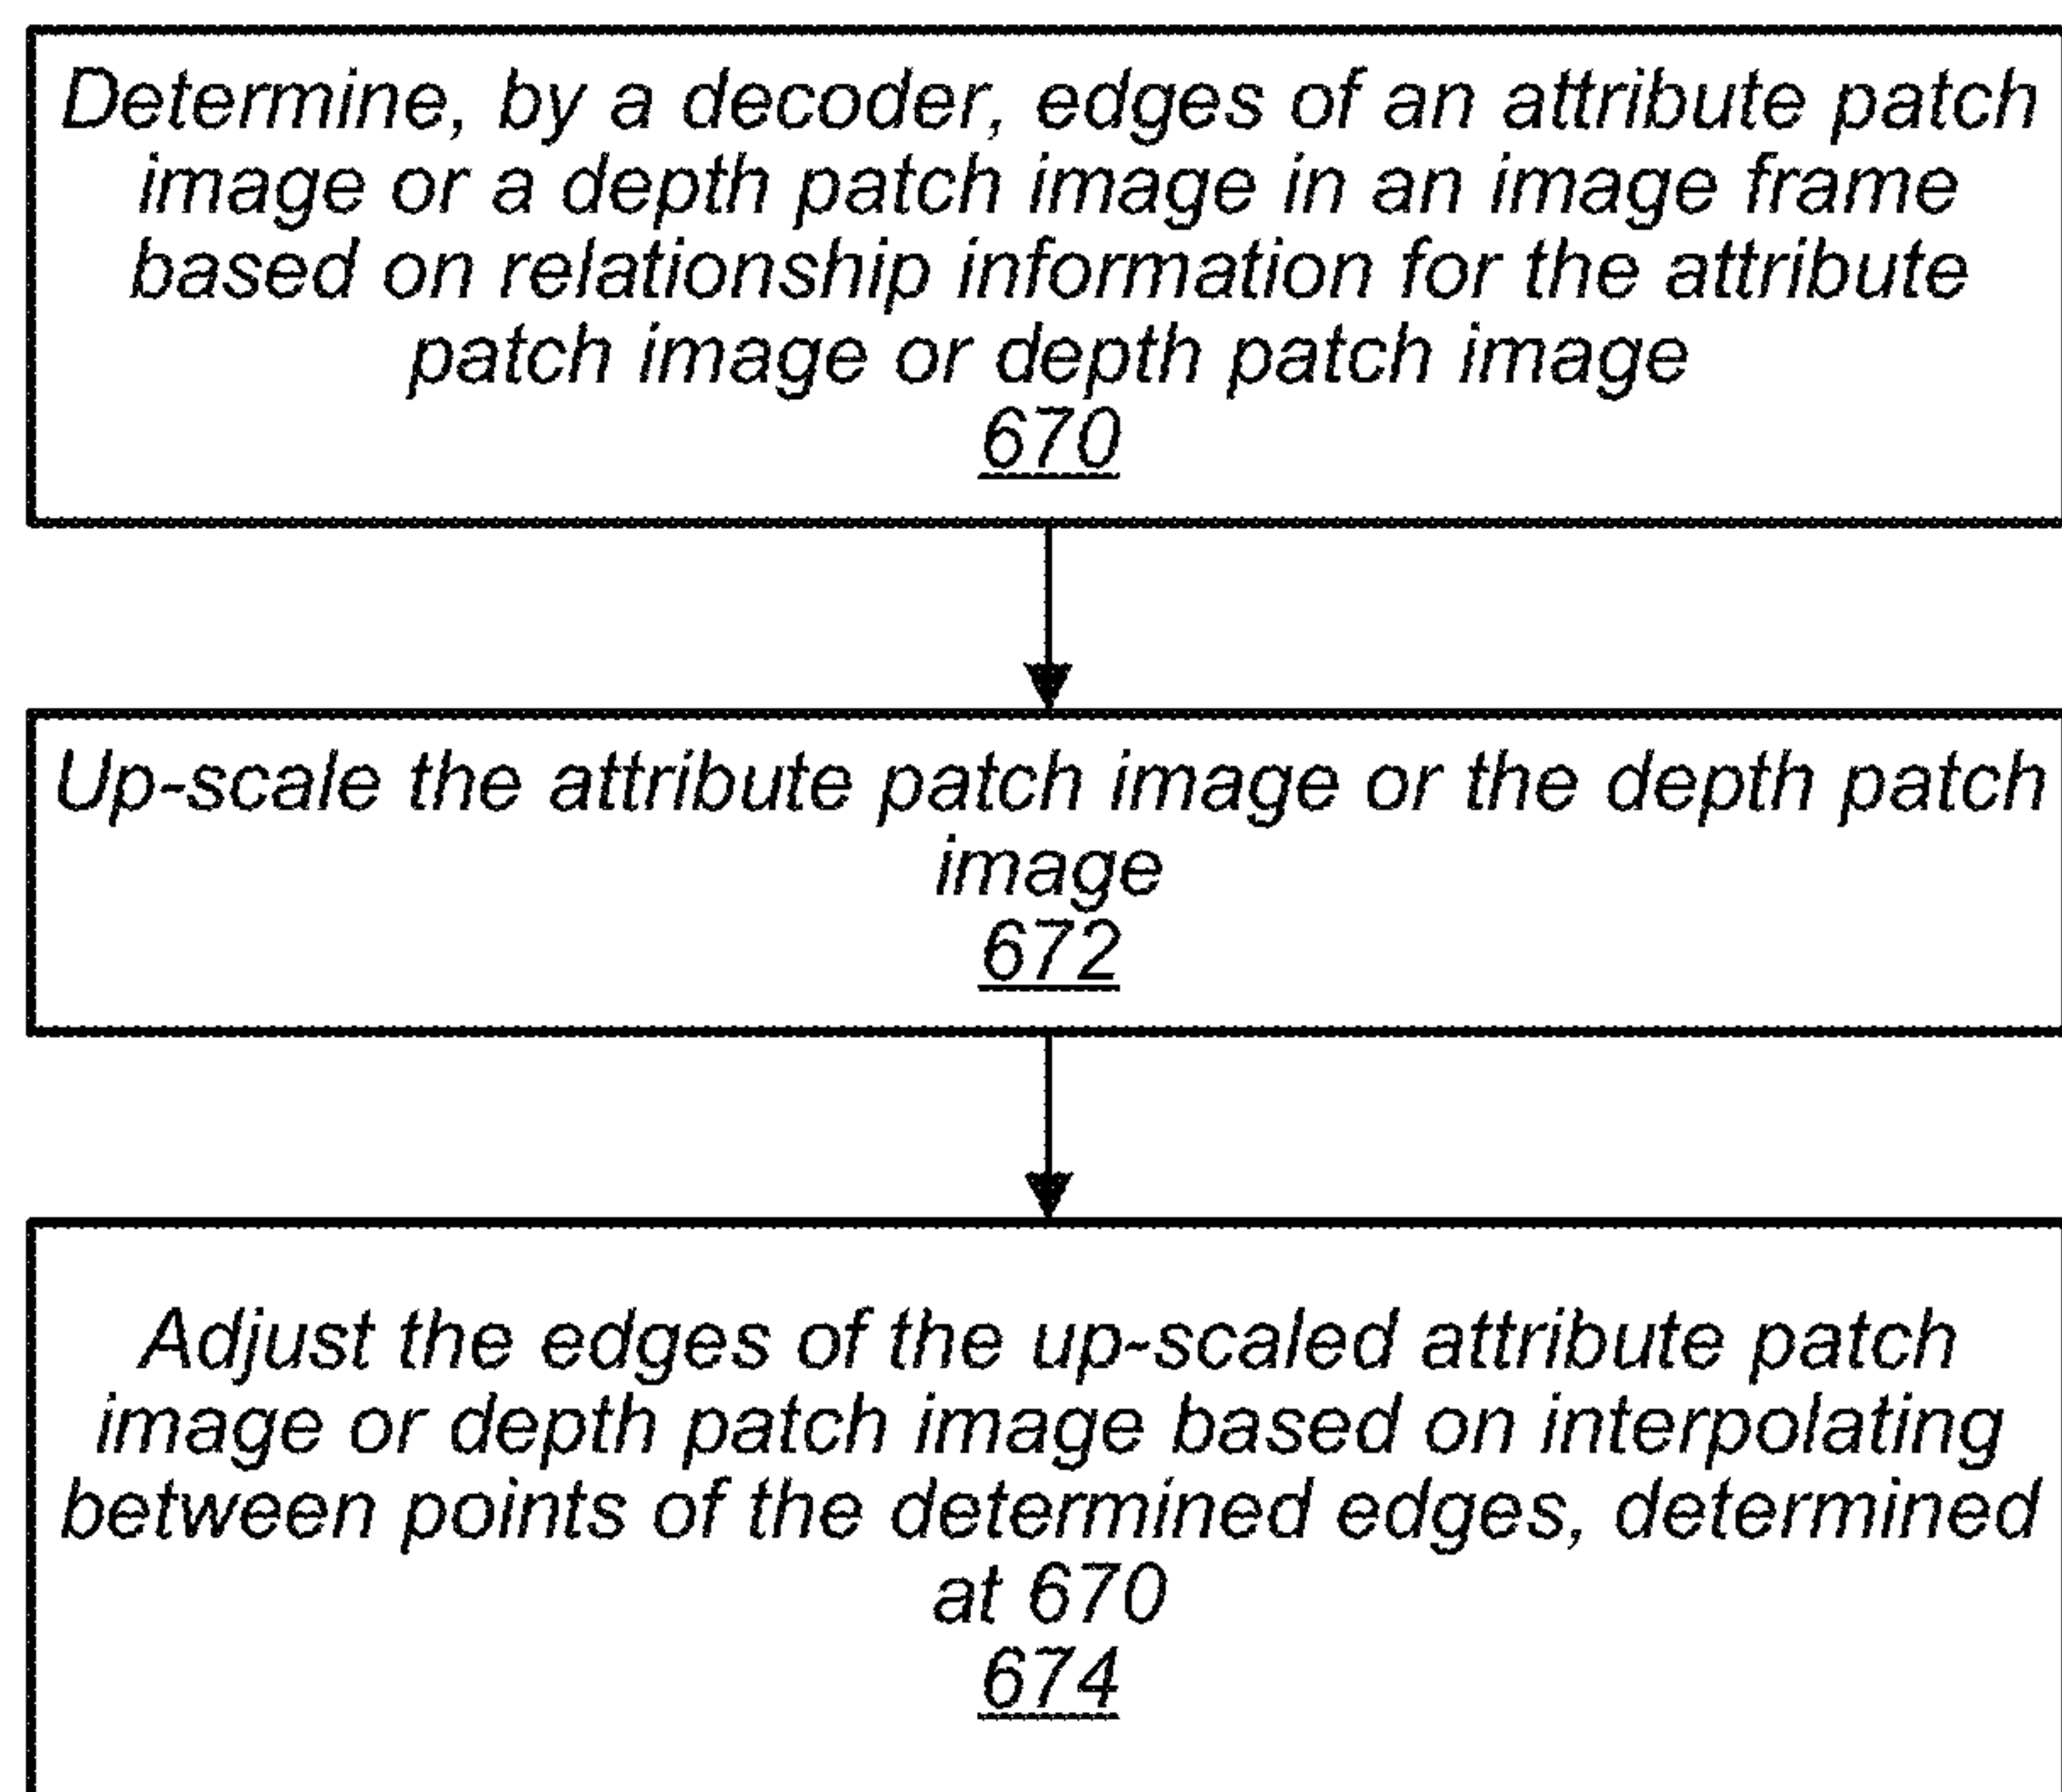 Determine, by a decoder, edges of an attribute patch
image or a depth patch image in an image frame
based on relationship information for the attribute
patch image or depth patch image
670
Up-scale the attribute patch image or the depth patch
image
672
Adjust the edges of the up-scaled attribute patch
image or depth patch image based on interpolating
between points of the determined edges, determined
at 670
674